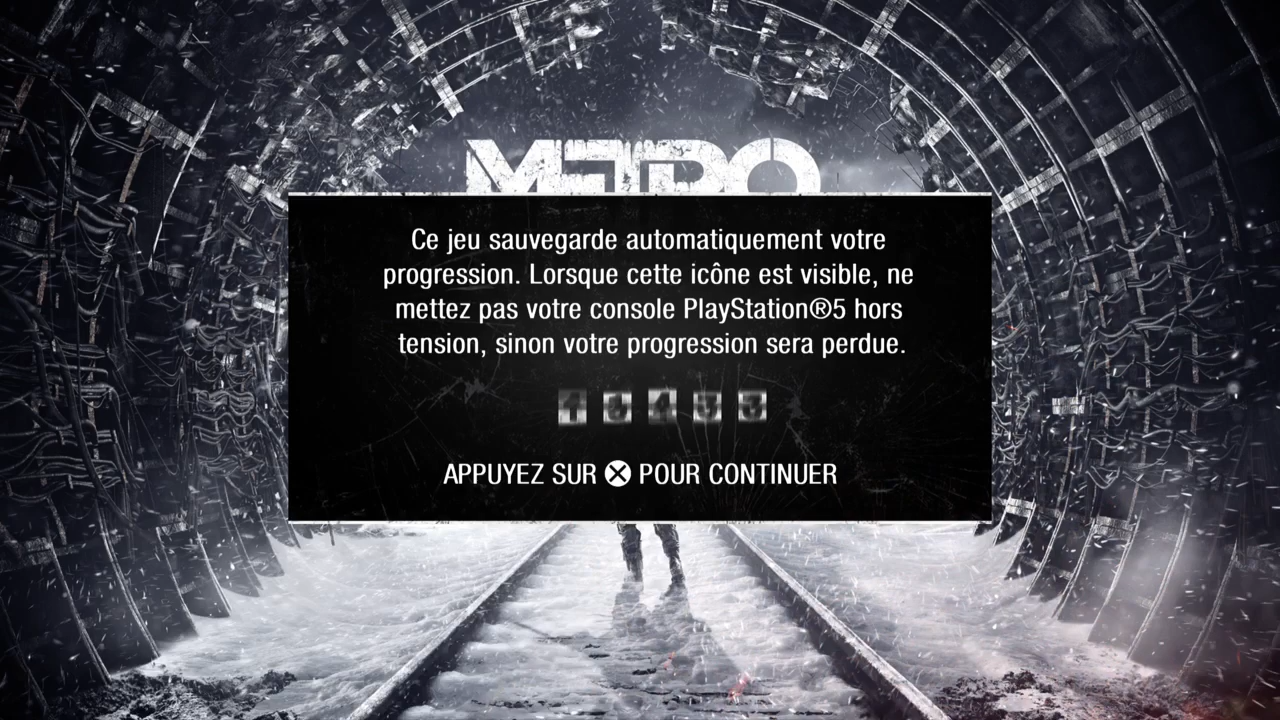 METRO
Ce jeu sauvegarde automatiquement votre
progression. Lorsque cette icône est visible, ne
mettez pas votre console PlayStation®5 hors
tension, sinon votre progression sera perdue.
APPUYEZ SUR ⓧ POUR CONTINUER